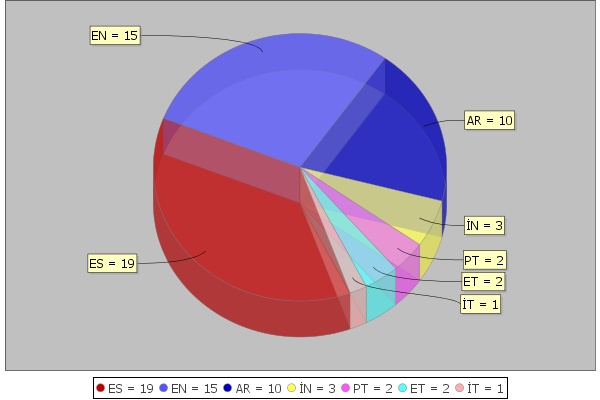 EN = 15
AR = 10
İN = 3
PT = 2
ES = 19
ET = 2
İT = 1
ES = 19 EN = 15 AR = 10 İN = 3 PT = 2 ET = 2 İT = 1